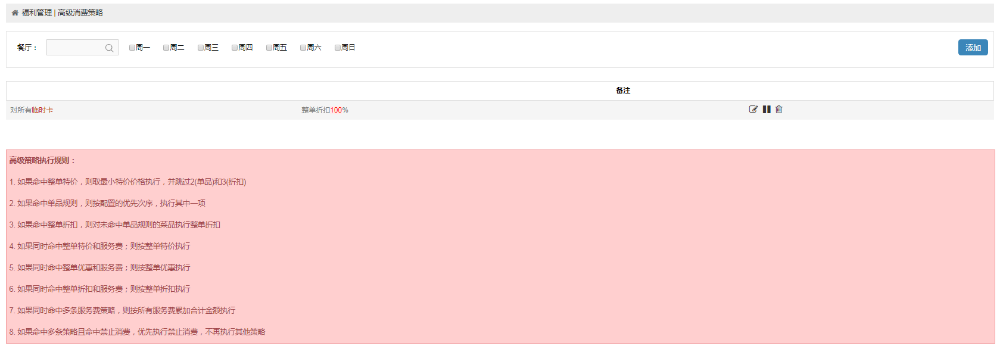 福利管理 | 高级消费策略
餐厅： 周一 周二 周三 周四 周五 周六 周日 添加
备注
对所有临时卡 整单折扣100%
高级策略执行规则：
1. 如果命中整单特价，则取最小特价价格执行，并跳过2(单品)和3(折扣)
2. 如果命中单品规则，则按配置的优先次序，执行其中一项
3. 如果命中整单折扣，则对未命中单品规则的菜品执行整单折扣
4. 如果同时命中整单特价和服务费；则按整单特价执行
5. 如果同时命中整单优惠和服务费；则按整单优惠执行
6. 如果同时命中整单折扣和服务费；则按整单折扣执行
7. 如果同时命中多条服务费策略，则按所有服务费累加合计金额执行
8. 如果命中多条策略且命中禁止消费，优先执行禁止消费，不再执行其他策略